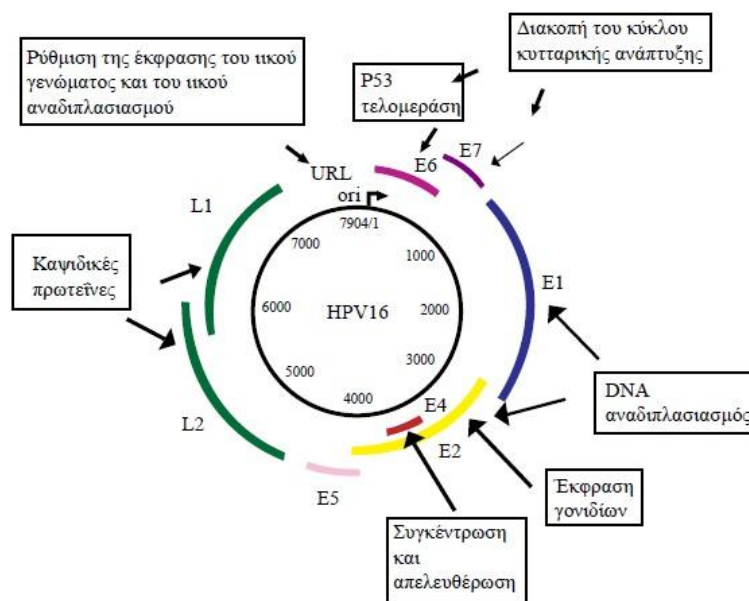 Ρύθμιση της έκφρασης του ιικού
γενώματος και του ιικού
αναδιπλασιασμού
Διακοπή του κύκλου
κυτταρικής ανάπτυξης
P53
τελομεράση
URL
ori
E6
E7
L1
7904/1
7000
1000
Καψιδικές
πρωτεΐνες
E1
6000
HPV16
2000
5000
3000
4000
L2
E4
E2
E5
DNA
αναδιπλασιασμός
Έκφραση
γονιδίων
Συγκέντρωση
και
απελευθέρωση